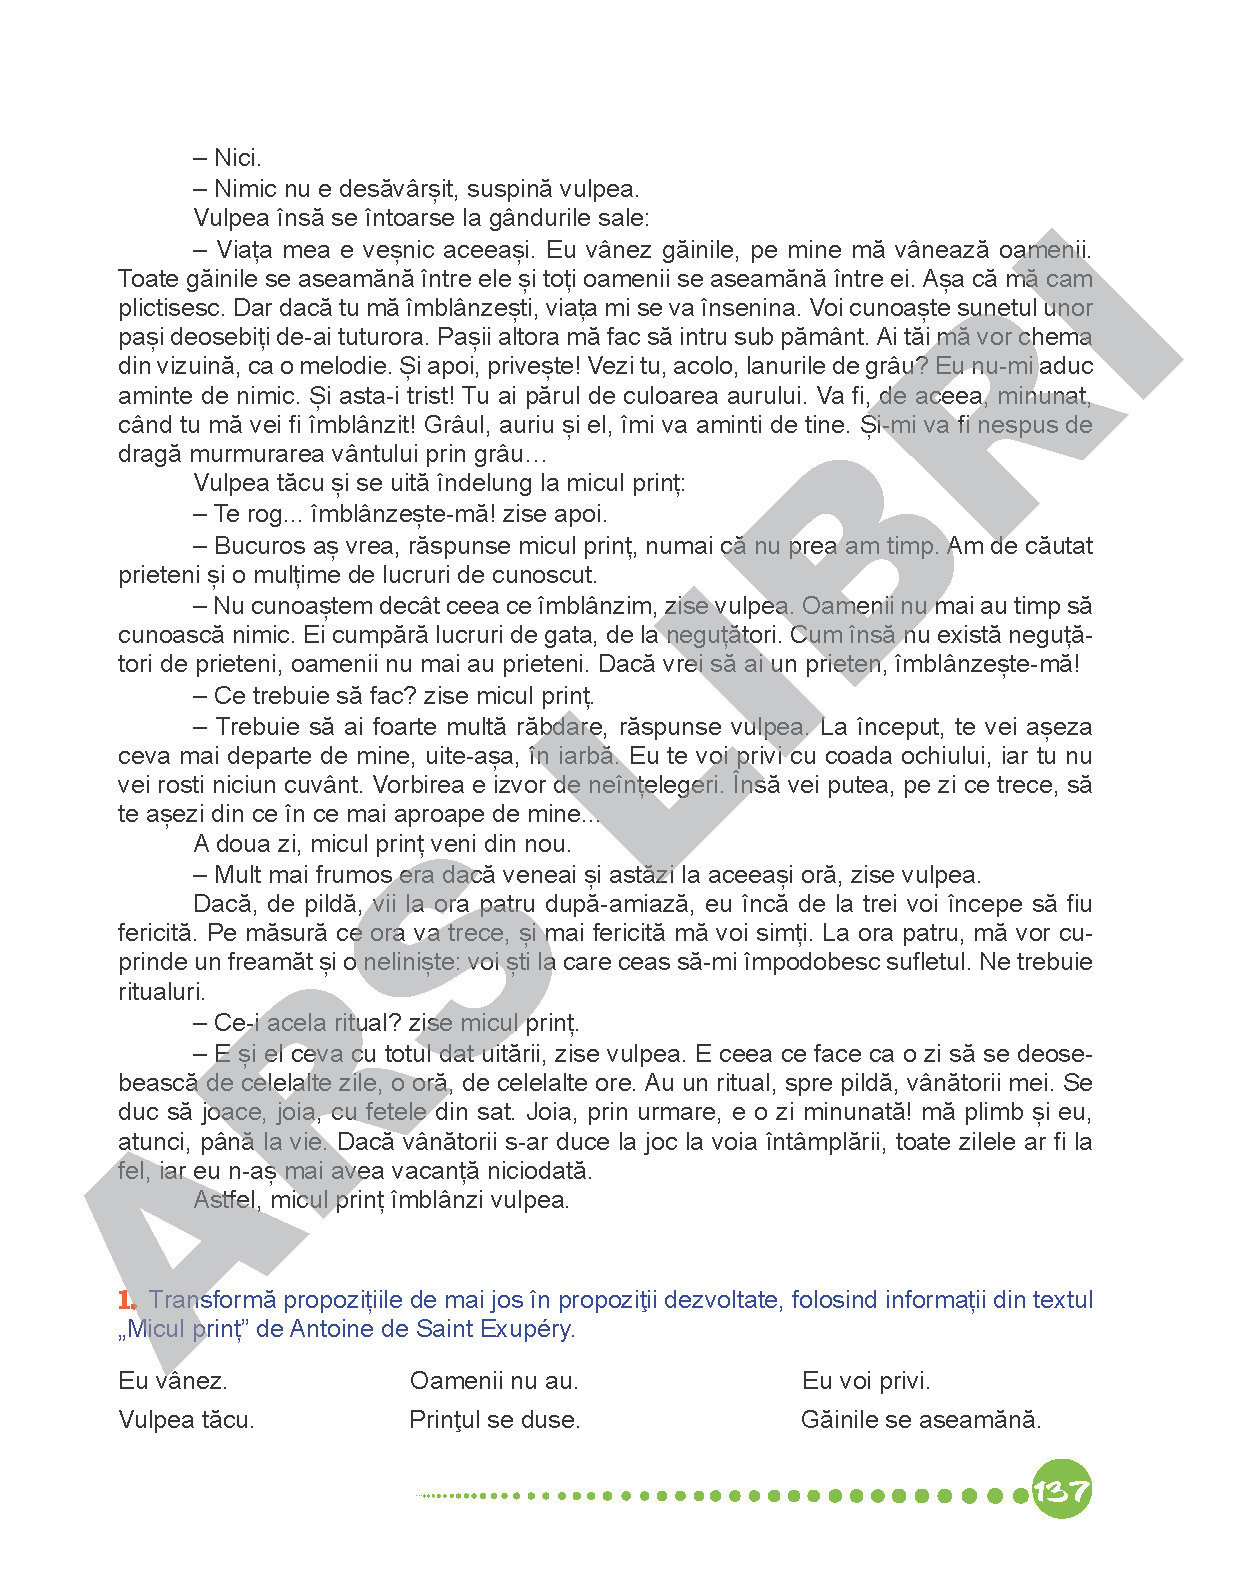 – Nici.
– Nimic nu e desăvârșit, suspină vulpea.
Vulpea însă se întoarse la gândurile sale:
– Viața mea e veșnic aceeași. Eu vânez găinile, pe mine mă vânează oamenii.
Toate găinile se aseamănă între ele și toți oamenii se aseamănă între ei. Așa că mă cam
plictisesc. Dar dacă tu mă îmblânzești, viața mi se va însenina. Voi cunoaște sunetul unor
pași deosebiți de-ai tuturora. Pașii altora mă fac să intru sub pământ. Ai tăi mă vor chema
din vizuină, ca o melodie. Și apoi, privește! Vezi tu, acolo, lanurile de grâu? Eu nu-mi aduc
aminte de nimic. Și asta-i trist! Tu ai părul de culoarea aurului. Va fi, de aceea, minunat,
când tu mă vei fi îmblânzit! Grâul, auriu și el, îmi va aminti de tine. Și-mi va fi nespus de
dragă murmurarea vântului prin grâu…
Vulpea tăcu și se uită îndelung la micul prinț:
– Te rog... îmblânzește-mă! zise apoi.
– Bucuros aș vrea, răspunse micul prinț, numai că nu prea am timp. Am de căutat
prieteni și o mulțime de lucruri de cunoscut.
– Nu cunoaștem decât ceea ce îmblânzim, zise vulpea. Oamenii nu mai au timp să
cunoască nimic. Ei cumpără lucruri de gata, de la neguțători. Cum însă nu există neguță-
tori de prieteni, oamenii nu mai au prieteni. Dacă vrei să ai un prieten, îmblânzește-mă!
– Ce trebuie să fac? zise micul prinț.
– Trebuie să ai foarte multă răbdare, răspunse vulpea. La început, te vei așeza
ceva mai departe de mine, uite-așa, în iarbă. Eu te voi privi cu coada ochiului, iar tu nu
vei rosti niciun cuvânt. Vorbirea e izvor de neînțelegeri. Însă vei putea, pe zi ce trece, să
te așezi din ce în ce mai aproape de mine...
A doua zi, micul prinț veni din nou.
– Mult mai frumos era dacă veneai și astăzi la aceeași oră, zise vulpea.
Dacă, de pildă, vii la ora patru după-amiază, eu încă de la trei voi începe să fiu
fericită. Pe măsură ce ora va trece, și mai fericită mă voi simți. La ora patru, mă vor cu-
prinde un freamăt și o neliniște: voi ști la care ceas să-mi împodobesc sufletul. Ne trebuie
ritualuri.
– Ce-i acela ritual? zise micul prinț.
– E și el ceva cu totul dat uitării, zise vulpea. E ceea ce face ca o zi să se deose-
bească de celelalte zile, o oră, de celelalte ore. Au un ritual, spre pildă, vânătorii mei. Se
duc să joace, joia, cu fetele din sat. Joia, prin urmare, e o zi minunată! mă plimb și eu,
atunci, până la vie. Dacă vânătorii s-ar duce la joc la voia întâmplării, toate zilele ar fi la
fel, iar eu n-aș mai avea vacanță niciodată.
Astfel, micul prinț îmblânzi vulpea.
1. Transformă propozițiile de mai jos în propoziţii dezvoltate, folosind informații din textul
„Micul prinț” de Antoine de Saint Exupéry.
Eu vânez. Oamenii nu au. Eu voi privi.
Vulpea tăcu. Prinţul se duse. Găinile se aseamănă.
137
ARS LIBRI